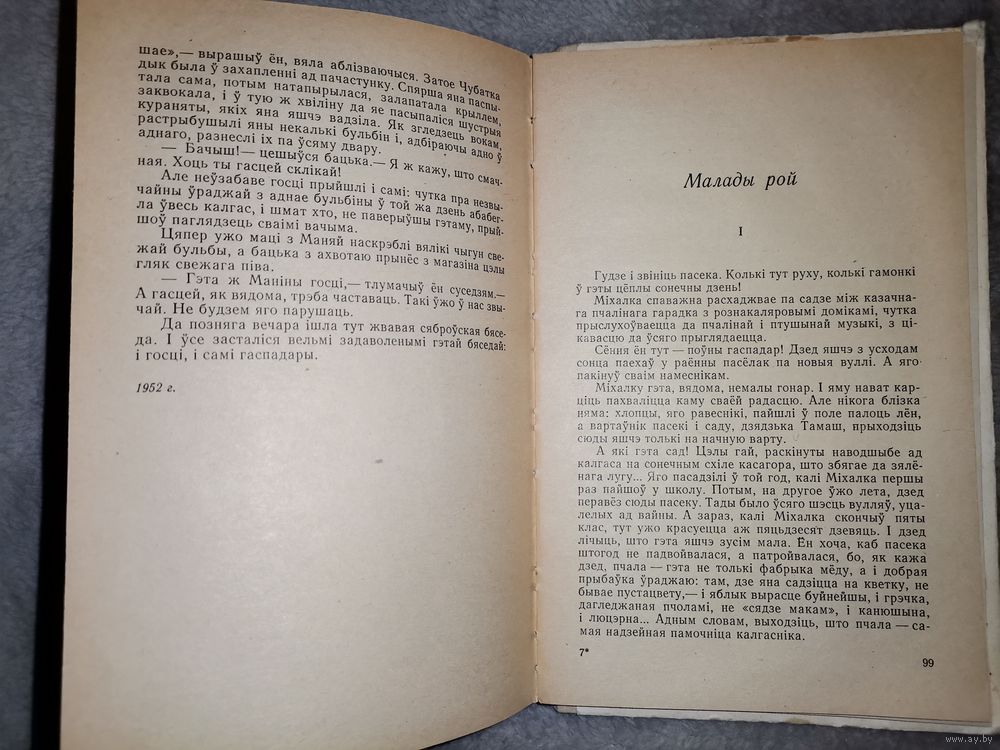 шае»,— вырашыў ён, вяла аблізваючыся. Затое Чубатка
дык была ў захапленні ад пачастунку. Спярша яна паспы-
тала сама, потым натапырылася, залапатала крыллем,
заквокала, і ў тую ж хвіліну да яе пасыпаліся шустрыя
кураняты, якіх яна яшчэ вадзіла. Як згледзець вокам,
растрыбушылі яны некалькі бульбін і, адбіраючы адно ў
аднаго, разнеслі іх па ўсяму двару.
— Бачыш!— цешыўся бацька.— Я ж кажу, што смач-
ная. Хоць ты гасцей склікай!
Але неўзабаве госці прыйшлі і самі: чутка пра незвы-
чайны ўраджай з аднае бульбіны ў той жа дзень абабег-
ла ўвесь калгас, і шмат хто, не паверыўшы гэтаму, прый-
шоў паглядзець сваімі вачыма.
Цяпер ужо маці з Маняй наскрэблі вялікі чыгун све-
жай бульбы, а бацька з ахвотаю прынёс з магазіна цэлы
гляк свежага піва.
— Гэта ж Маніны госці,— тлумачыў ён суседзям.—
А гасцей, як вядома, трэба частаваць. Такі ўжо ў нас звы-
чай. Не будзем яго парушаць.
Да позняга вечара ішла тут жвавая сяброўская бясе-
да. І ўсе засталіся вельмі задаволенымі гэтай бяседай:
і госці, і самі гаспадары.
1952 г.
Малады рой
I
Гудзе і звініць пасека. Колькі тут руху, колькі гамонкі
ў гэты цёплы сонечны дзень!
Міхалка спаважна расхаджвае па садзе між казачна-
га пчалінага гарадка з рознакаляровымі домікамі, чутка
прыслухоўваецца да пчалінай і птушынай музыкі, з ці-
кавасцю да ўсяго прыглядаецца.
Сёння ён тут — поўны гаспадар! Дзед яшчэ з усходам
сонца паехаў у раённы пасёлак па новыя вуллі. А яго
пакінуў сваім намеснікам.
Міхалку гэта, вядома, немалы гонар. І яму нават кар-
ціць пахваліцца каму сваёй радасцю. Але нікога блізка
няма: хлопцы, яго равеснікі, пайшлі ў поле палоць лён,
а вартаўнік пасекі і саду, дзядзька Тамаш, прыходзіць
сюды яшчэ толькі на начную варту.
А які гэта сад! Цэлы гай, раскінуты наводшыбе ад
калгаса на сонечным схіле касагора, што збягае да зялё-
нага лугу... Яго пасадзілі ў той год, калі Міхалка першы
раз пайшоў у школу. Потым, на другое ўжо лета, дзед
перавёз сюды пасеку. Тады было ўсяго шэсць вулляў, уца-
лелых ад вайны. А зараз, калі Міхалка скончыў пяты
клас, тут ужо красуецца аж пяцьдзесят дзевяць. І дзед
лічыць, што гэта яшчэ зусім мала. Ён хоча, каб пасека
штогод не падвойвалася, а патройвалася, бо, як кажа
дзед, пчала — гэта не толькі фабрыка мёду, а і добрая
прыбаўка ўраджаю: там, дзе яна садзіцца на кветку, не
бывае пустацвету,— і яблык вырасце буйнейшы, і грэчка,
дагледжаная пчоламі, не «сядзе макам», і канюшына,
і люцэрна... Адным словам, выходзіць, што пчала — са-
мая надзейная памочніца калгасніка.
7*
99
www.ay.by